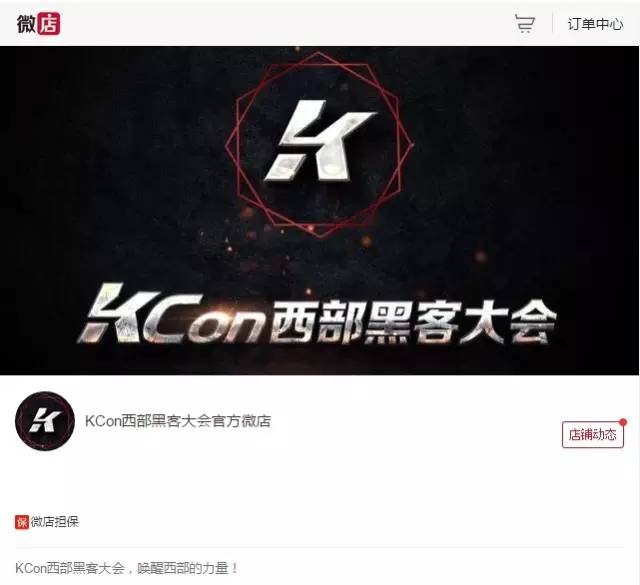 微店
订单中心
K
KCon西部黑客大会
K
KCon西部黑客大会官方微店
店铺动态
保 微店担保
KCon西部黑客大会，唤醒西部的力量！